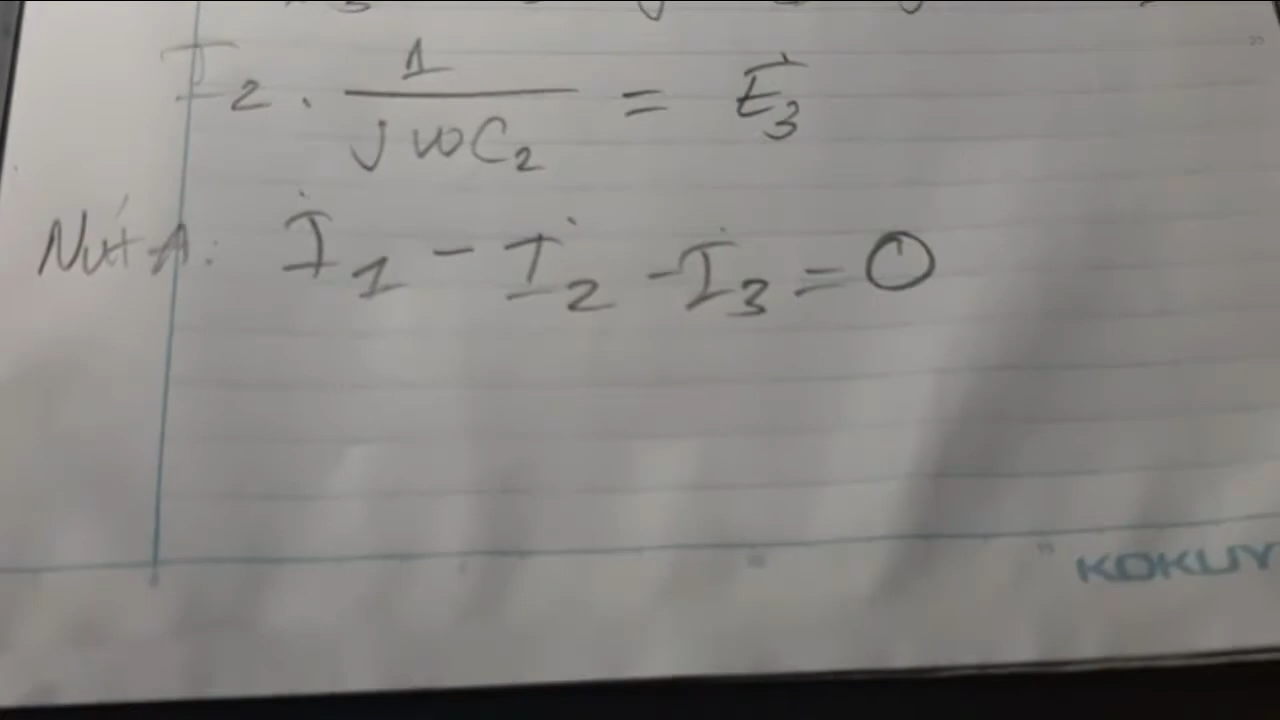 İ2 . 1/jωC2 = Ė3
Nút A: İ1 - İ2 - İ3 = 0
KOKUY